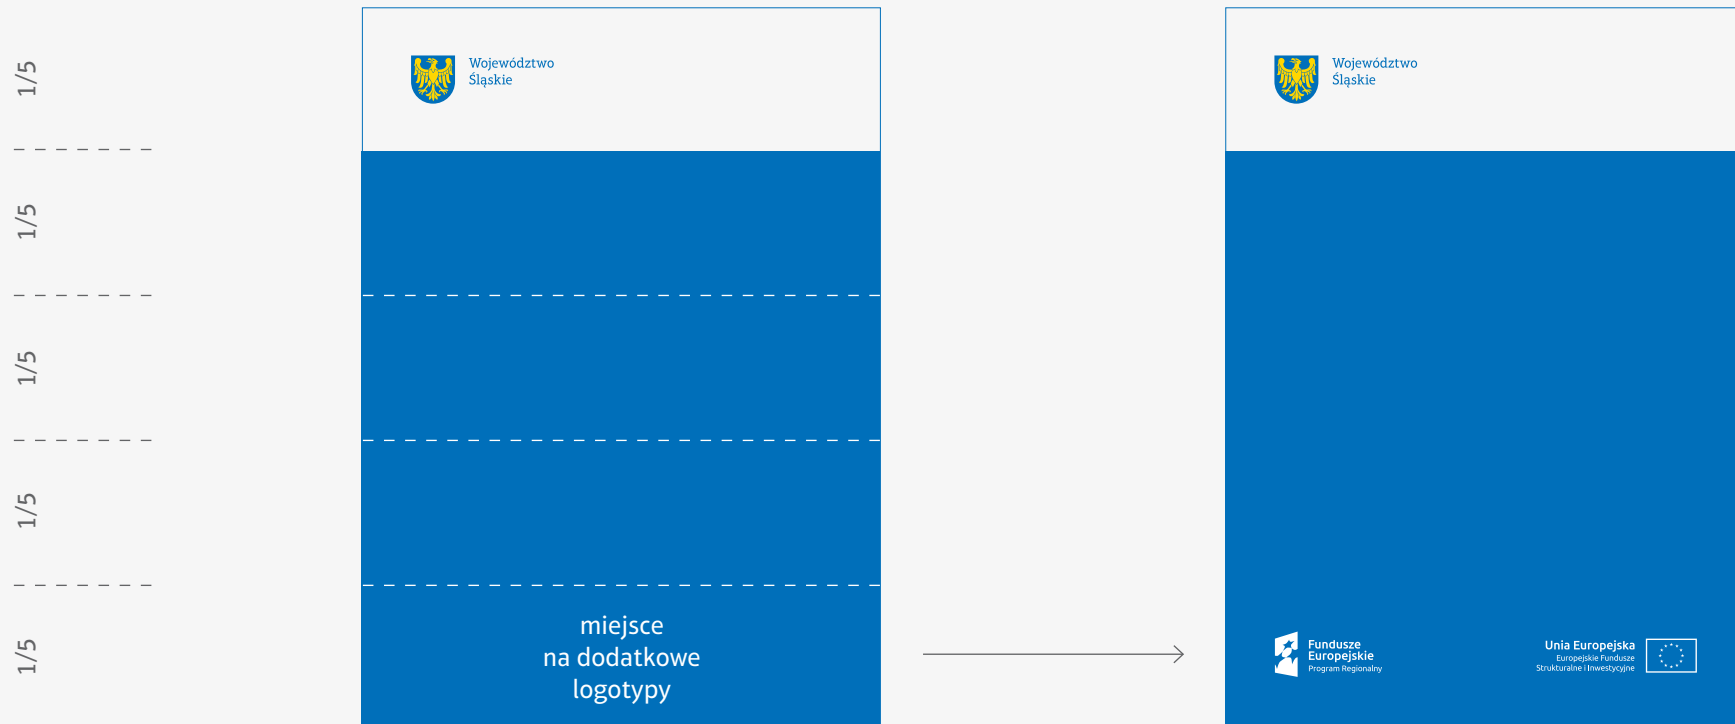 1/5
1/5
1/5
1/5
1/5
Województwo
Śląskie
miejsce
na dodatkowe
logotypy
Województwo
Śląskie
Fundusze
Europejskie
Program Regionalny
Unia Europejska
Europejskie Fundusze
Strukturalne i Inwestycyjne